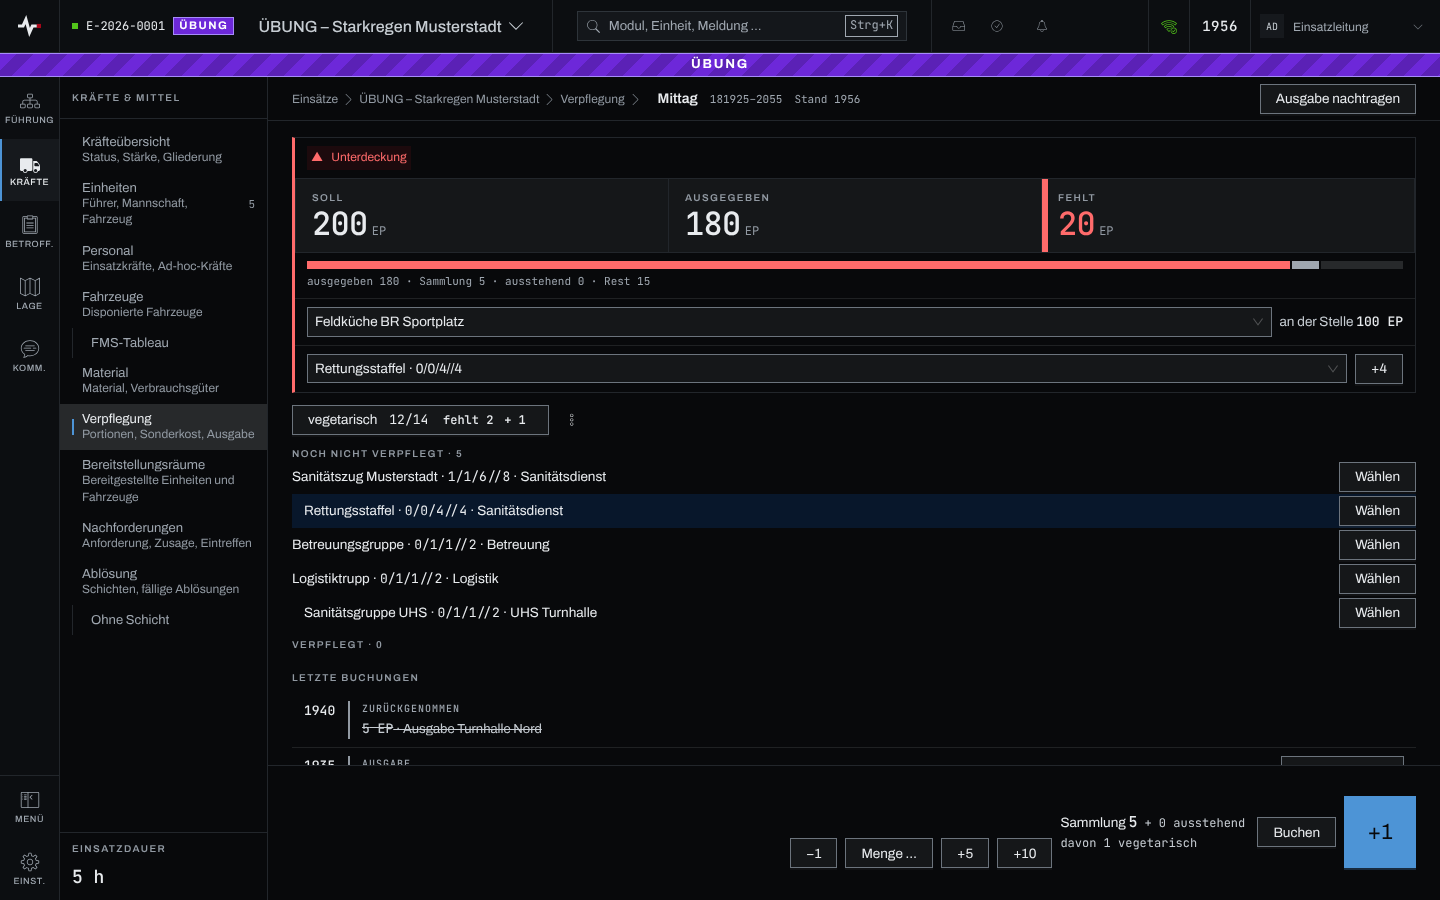 E-2026-0001 ÜBUNG ÜBUNG – Starkregen Musterstadt
Modul, Einheit, Meldung ... Strg+K
1956
AD Einsatzleitung
ÜBUNG
FÜHRUNG
KRÄFTE
BETROFF.
LAGE
KOMM.
MENÜ
EINST.
KRÄFTE & MITTEL
Kräfteübersicht
Status, Stärke, Gliederung
Einheiten
Führer, Mannschaft,
Fahrzeug
5
Personal
Einsatzkräfte, Ad-hoc-Kräfte
Fahrzeuge
Disponierte Fahrzeuge
FMS-Tableau
Material
Material, Verbrauchsgüter
Verpflegung
Portionen, Sonderkost, Ausgabe
Bereitstellungsräume
Bereitgestellte Einheiten und
Fahrzeuge
Nachforderungen
Anforderung, Zusage, Eintreffen
Ablösung
Schichten, fällige Ablösungen
Ohne Schicht
EINSATZDAUER
5 h
Einsätze ÜBUNG – Starkregen Musterstadt Verpflegung Mittag 181925–2055 Stand 1956
Ausgabe nachtragen
Unterdeckung
SOLL
200 EP
AUSGEGEBEN
180 EP
FEHLT
20 EP
ausgegeben 180 · Sammlung 5 · ausstehend 0 · Rest 15
Feldküche BR Sportplatz
an der Stelle 100 EP
Rettungsstaffel · 0/0/4//4
+4
vegetarisch 12/14 fehlt 2 + 1
NOCH NICHT VERPFLEGT · 5
Sanitätszug Musterstadt · 1/1/6//8 · Sanitätsdienst Wählen
Rettungsstaffel · 0/0/4//4 · Sanitätsdienst Wählen
Betreuungsgruppe · 0/1/1//2 · Betreuung Wählen
Logistiktrupp · 0/1/1//2 · Logistik Wählen
Sanitätsgruppe UHS · 0/1/1//2 · UHS Turnhalle Wählen
VERPFLEGT · 0
LETZTE BUCHUNGEN
1940 ZURÜCKGENOMMEN
5 EP · Ausgabe Turnhalle Nord
1935 AUSGABE
−1 Menge ... +5 +10
Sammlung 5 + 0 ausstehend
davon 1 vegetarisch
Buchen
+1